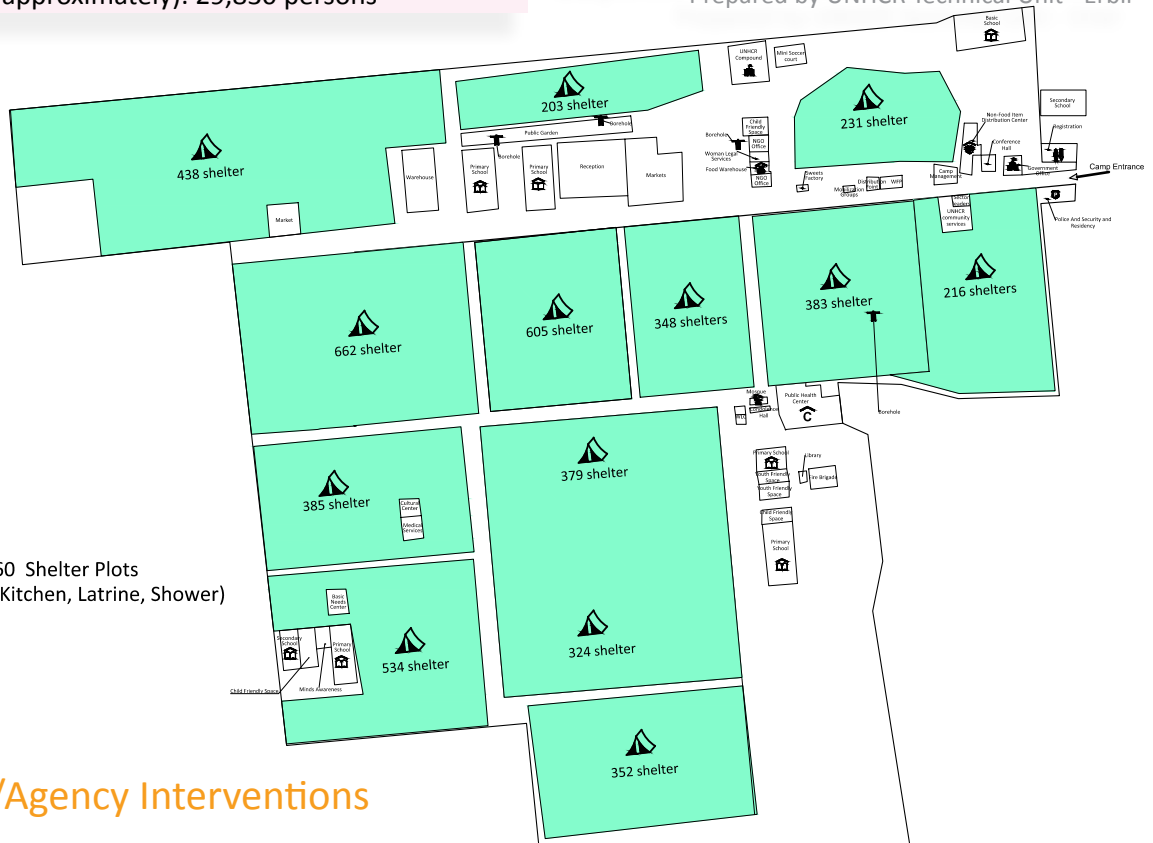 approximately): 29,856 persons
Prepared by UNHCR Technical Unit - Erbil
Basic
School
UNHCR
Compound
Mini Soccer
court
203 shelter
Borehole
Public Garden
Borehole
438 shelter
Warehouse
Primary
School
Primary
School
Reception
Markets
Market
Child
Friendly
Space
Borehole
NGO
Office
Woman Legal
Services
Food Warehouse
NGO
Office
231 shelter
Secondary
School
Non-Food Item
Distribution Center
Registration
Conference
Hall
Government
Office
Camp Entrance
Camp
Management
Sweets
Factory
Distribution
Point
WFP
Groups
Police And Security and
Residency
UNHCR
community
services
216 shelters
383 shelter
348 shelters
605 shelter
662 shelter
Borehole
Mosque
Hall
Public Health
Center
C
Primary School
Youth Friendly
Space
Youth Friendly
Space
Library
Fire Brigade
Child Friendly
Space
Primary
School
379 shelter
385 shelter
Cultural
Center
Medical
Services
60 Shelter Plots
Kitchen, Latrine, Shower)
Basic
Needs
Center
Secondary
School
Primary
School
Child Friendly Space
Minds Awareness
534 shelter
324 shelter
352 shelter
/Agency Interventions